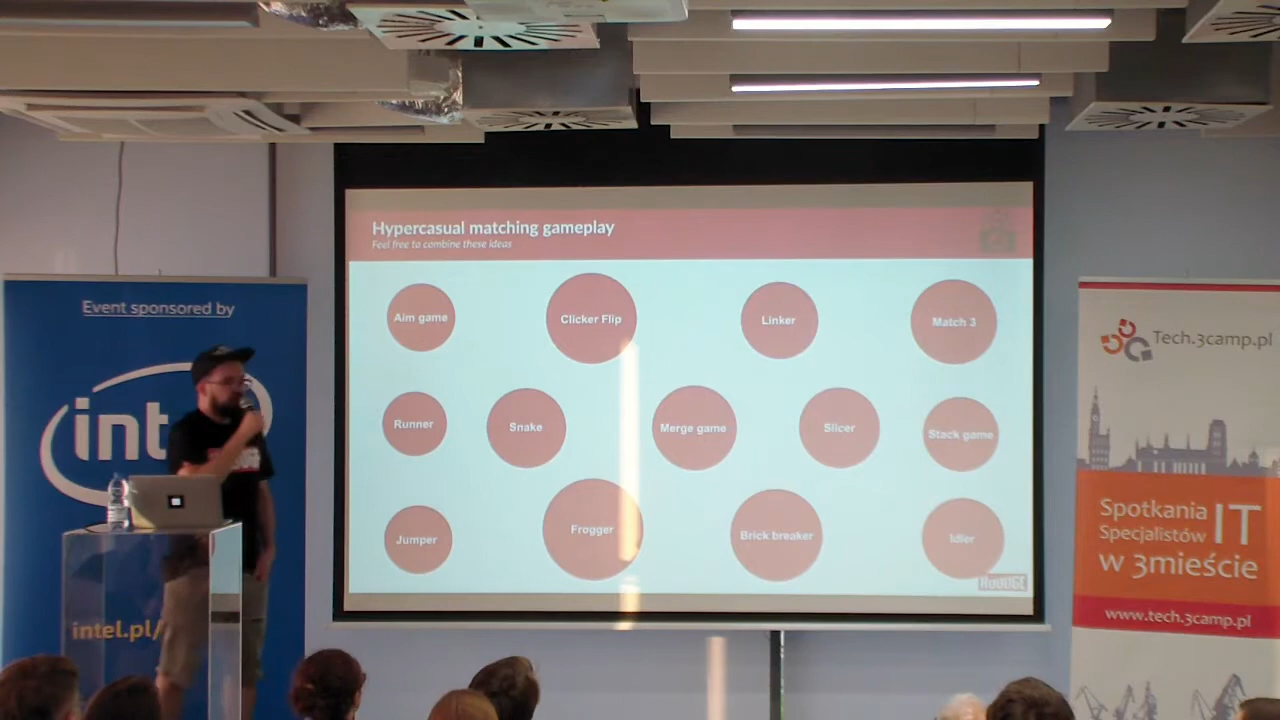 Hypercasual matching gameplay
Feel free to combine these ideas
Aim game
Clicker Flip
Linker
Match 3
Runner
Snake
Merge game
Slicer
Stack game
Jumper
Frogger
Brick breaker
Idler
HUUUGE
Event sponsored by
int
intel.pl/
Tech.3camp.pl
Spotkania
Specjalistów IT
w 3mieście
www.tech.3camp.pl